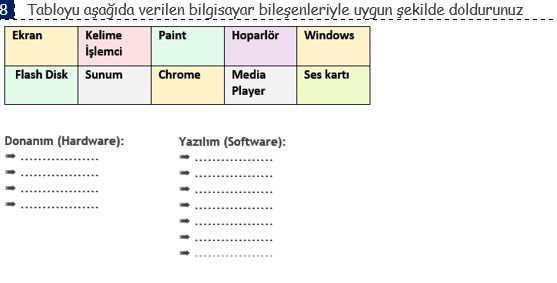 8 Tabloyu aşağıda verilen bilgisayar bileşenleriyle uygun şekilde doldurunuz
Ekran Kelime İşlemci Paint Hoparlör Windows
Flash Disk Sunum Chrome Media Player Ses kartı
Donanım (Hardware): Yazılım (Software):
➡ .................. ➡ ..................
➡ .................. ➡ ..................
➡ .................. ➡ ..................
➡ .................. ➡ ..................
➡ ..................
➡ ..................
➡ ..................